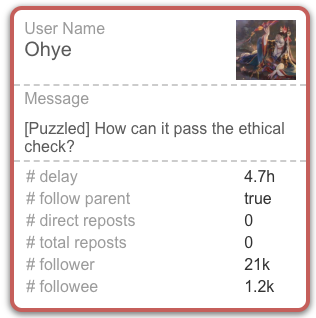 User Name
Ohye
Message
[Puzzled] How can it pass the ethical
check?
# delay 4.7h
# follow parent true
# direct reposts 0
# total reposts 0
# follower 21k
# followee 1.2k